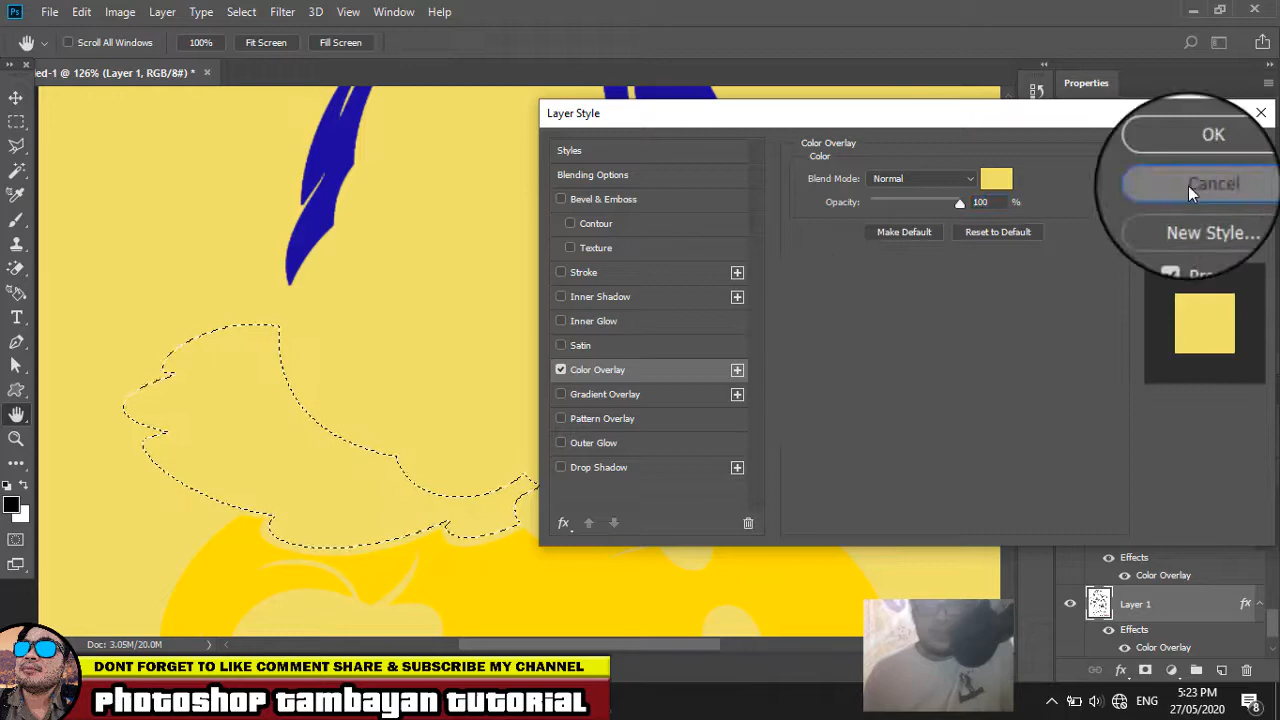 Ps File Edit Image Layer Type Select Filter 3D View Window Help
Scroll All Windows 100% Fit Screen Fill Screen
ed-1 @ 126% (Layer 1, RGB/8#) * ×
Properties
Layer Style
Styles
Blending Options
Bevel & Emboss
Contour
Texture
Stroke
Inner Shadow
Inner Glow
Satin
Color Overlay
Gradient Overlay
Pattern Overlay
Outer Glow
Drop Shadow
fx
Color Overlay
Color
Blend Mode: Normal
Opacity: 100 %
Make Default Reset to Default
OK
Cancel
New Style...
Effects
Color Overlay
Layer 1 fx
Effects
Color Overlay
fx
Doc: 3.05M/20.0M
DONT FORGET TO LIKE COMMENT SHARE & SUBSCRIBE MY CHANNEL
PHOTOSHOP TAMBAYAN TUTORIAL
ENG
5:23 PM
27/05/2020
8